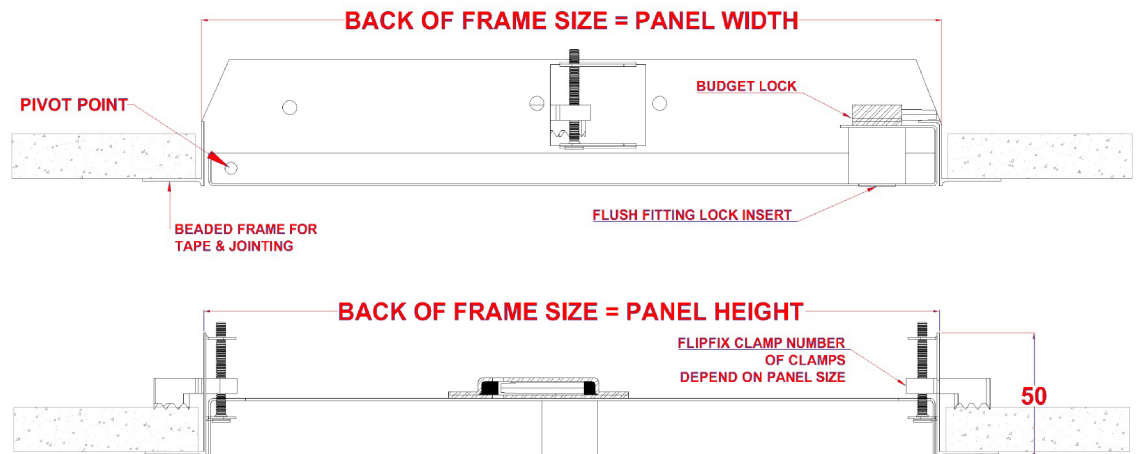 BACK OF FRAME SIZE = PANEL WIDTH
BUDGET LOCK
PIVOT POINT
FLUSH FITTING LOCK INSERT
BEADED FRAME FOR
TAPE & JOINTING
BACK OF FRAME SIZE = PANEL HEIGHT
FLIPFIX CLAMP NUMBER
OF CLAMPS
DEPEND ON PANEL SIZE
50